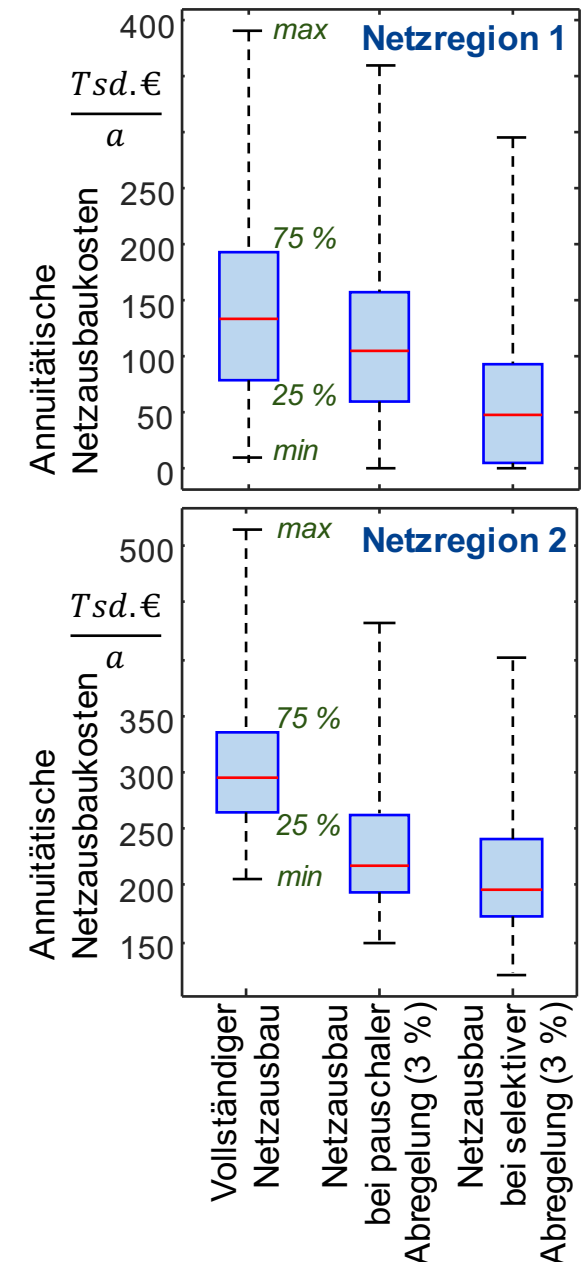 Netzregion 1
Annuitätische
Netzausbaukosten
Tsd.€
a
400
250
200
150
100
50
0
max
75 %
25 %
min
Netzregion 2
Annuitätische
Netzausbaukosten
Tsd.€
a
500
350
300
250
200
150
max
75 %
25 %
min
Vollständiger
Netzausbau
Netzausbau
bei pauschaler
Abregelung (3 %)
Netzausbau
bei selektiver
Abregelung (3 %)